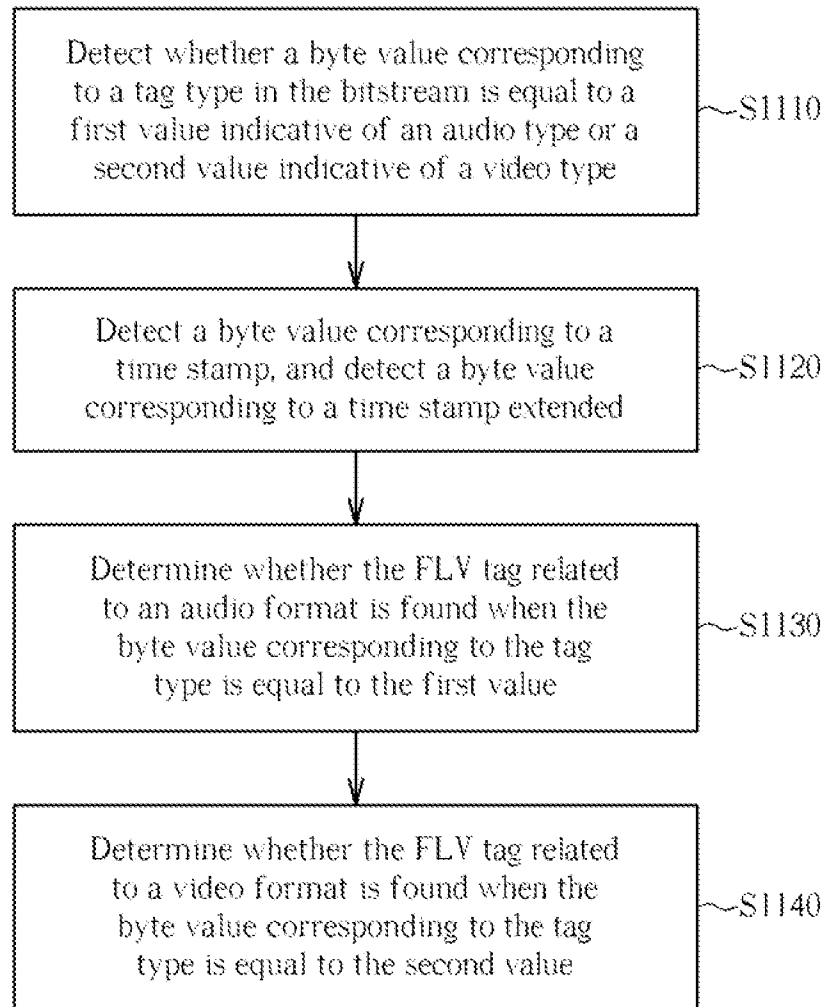 Detect whether a byte value corresponding
to a tag type in the bitstream is equal to a
first value indicative of an audio type or a
second value indicative of a video type
S1110
Detect a byte value corresponding to a
time stamp, and detect a byte value
corresponding to a time stamp extended
S1120
Determine whether the FLV tag related
to an audio format is found when the
byte value corresponding to the tag
type is equal to the first value
S1130
Determine whether the FLV tag related
to a video format is found when the
byte value corresponding to the tag
type is equal to the second value
S1140